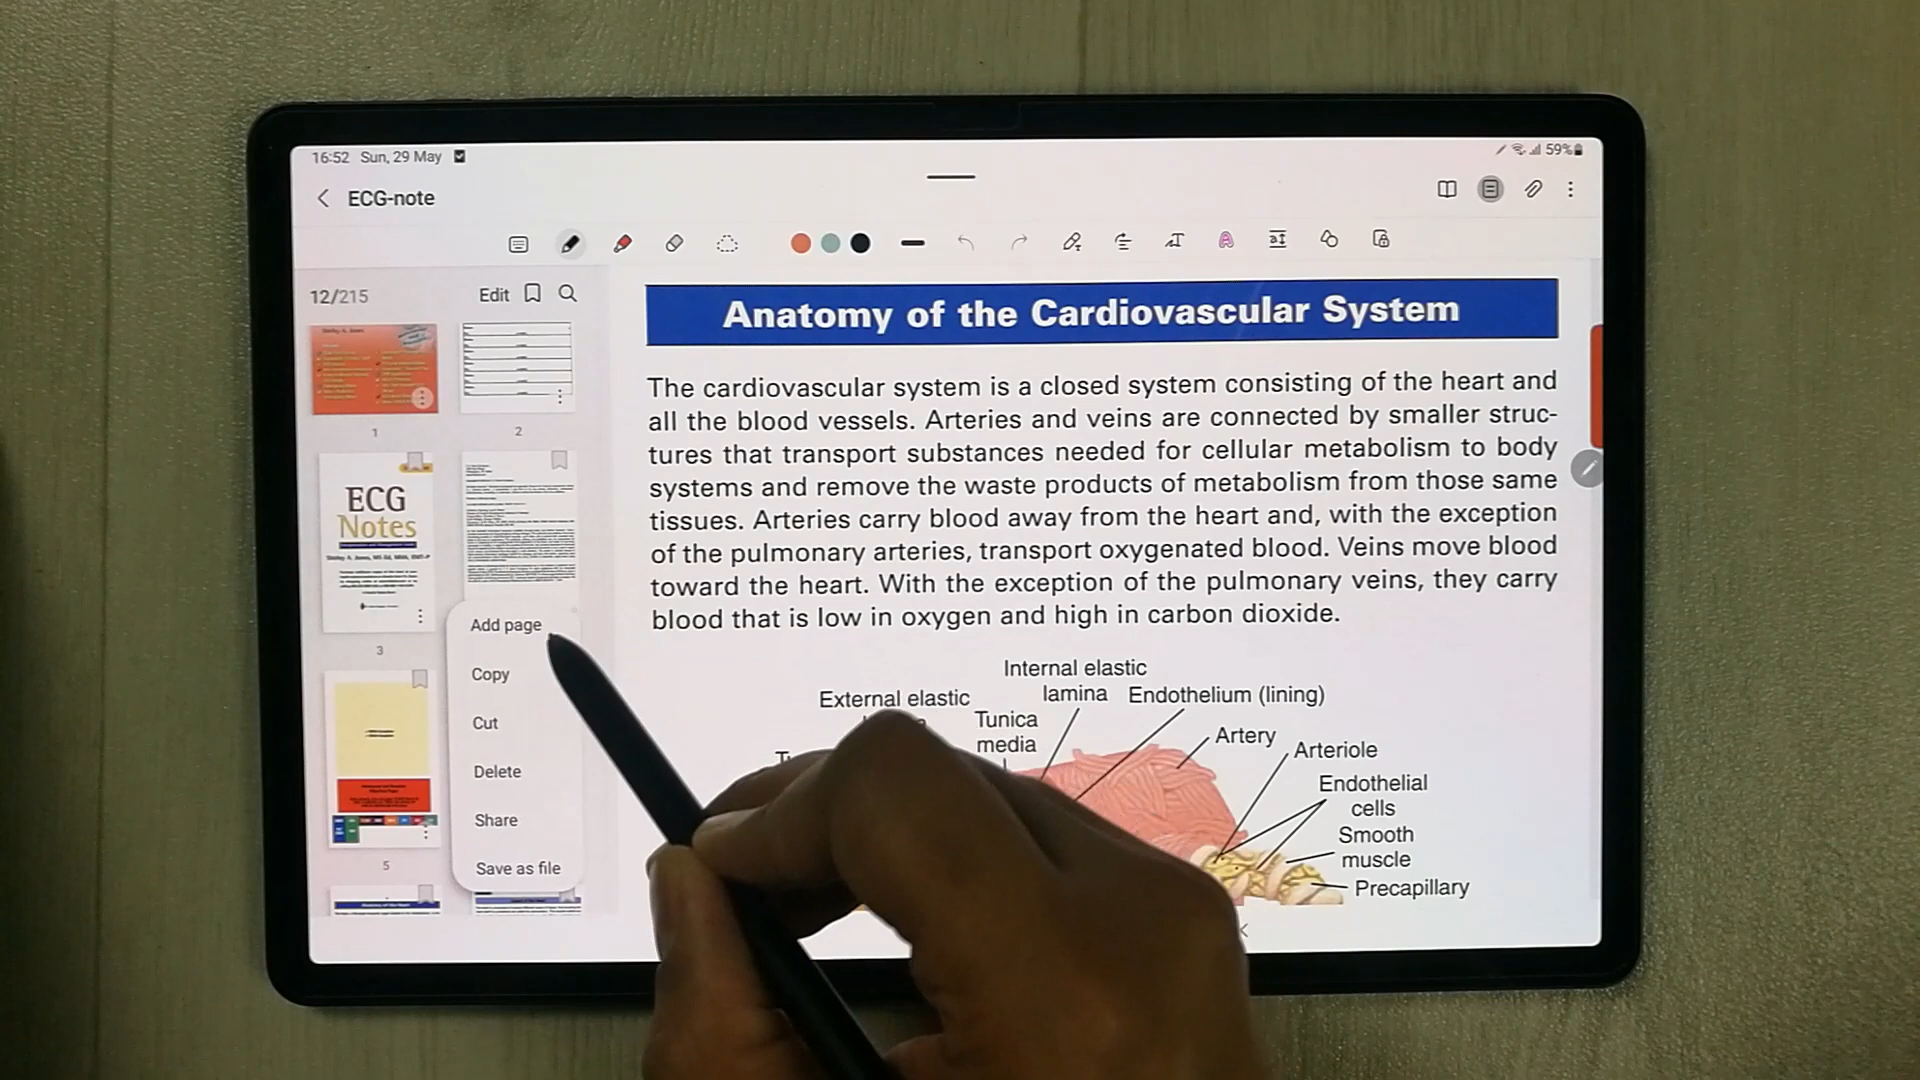 16:52 Sun, 29 May
59%
ECG-note
12/215
Edit
1
2
ECG
Notes
3
5
Add page
Copy
Cut
Delete
Share
Save as file
Anatomy of the Cardiovascular System
The cardiovascular system is a closed system consisting of the heart and
all the blood vessels. Arteries and veins are connected by smaller struc-
tures that transport substances needed for cellular metabolism to body
systems and remove the waste products of metabolism from those same
tissues. Arteries carry blood away from the heart and, with the exception
of the pulmonary arteries, transport oxygenated blood. Veins move blood
toward the heart. With the exception of the pulmonary veins, they carry
blood that is low in oxygen and high in carbon dioxide.
Internal elastic
lamina
External elastic
Endothelium (lining)
Tunica
media
Artery
Arteriole
Endothelial
cells
Smooth
muscle
Precapillary